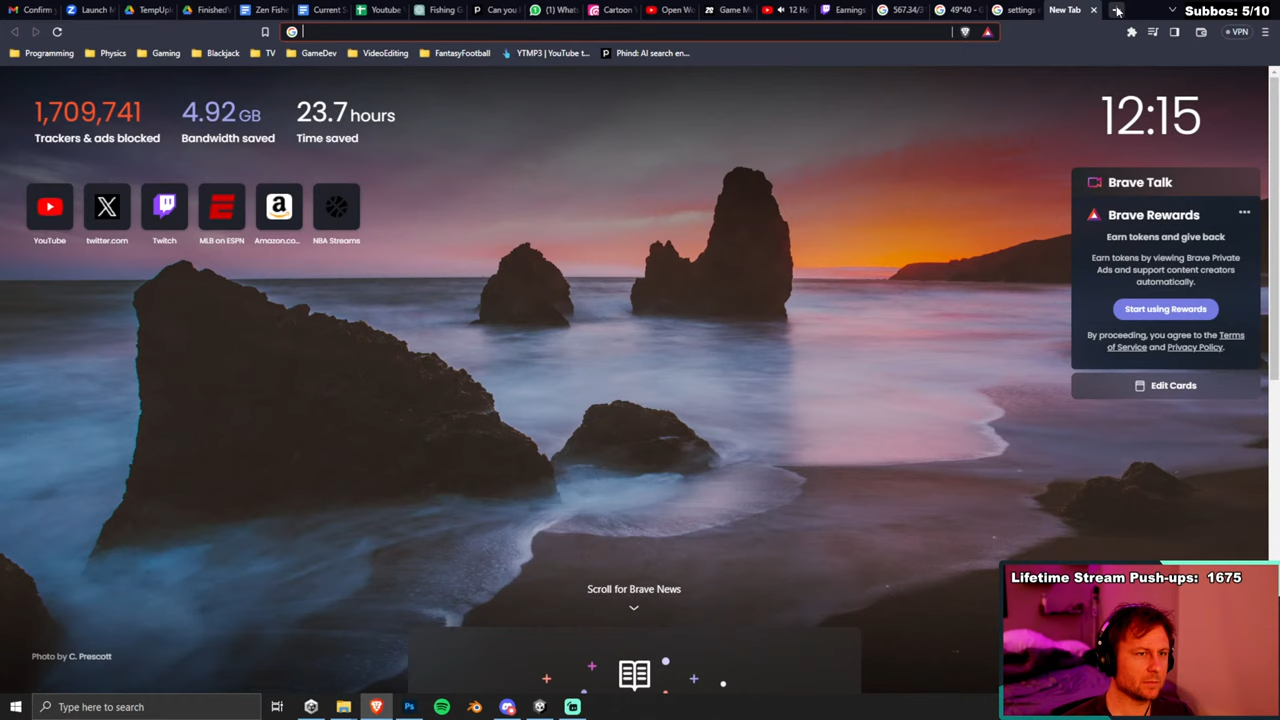 Confirm y
Launch M
TempUpl
Finished\
Zen Fishe
Current S
Youtube V
Fishing G
Can you
(1) Whats
Cartoon V
Open Wo
Game Mu
12 Ho
Earnings
567.34/3
49*40 - G
settings
New Tab
Subbos: 5/10
VPN
Programming
Physics
Gaming
Blackjack
TV
GameDev
VideoEditing
FantasyFootball
YTMP3 | YouTube t...
Phind: AI search en...
1,709,741
Trackers & ads blocked
4.92 GB
Bandwidth saved
23.7 hours
Time saved
12:15
YouTube
twitter.com
Twitch
MLB on ESPN
Amazon.co...
NBA Streams
Brave Talk
Brave Rewards
Earn tokens and give back
Earn tokens by viewing Brave Private
Ads and support content creators
automatically.
Start using Rewards
By proceeding, you agree to the Terms
of Service and Privacy Policy.
Edit Cards
Scroll for Brave News
Photo by C. Prescott
Lifetime Stream Push-ups: 1675
Type here to search